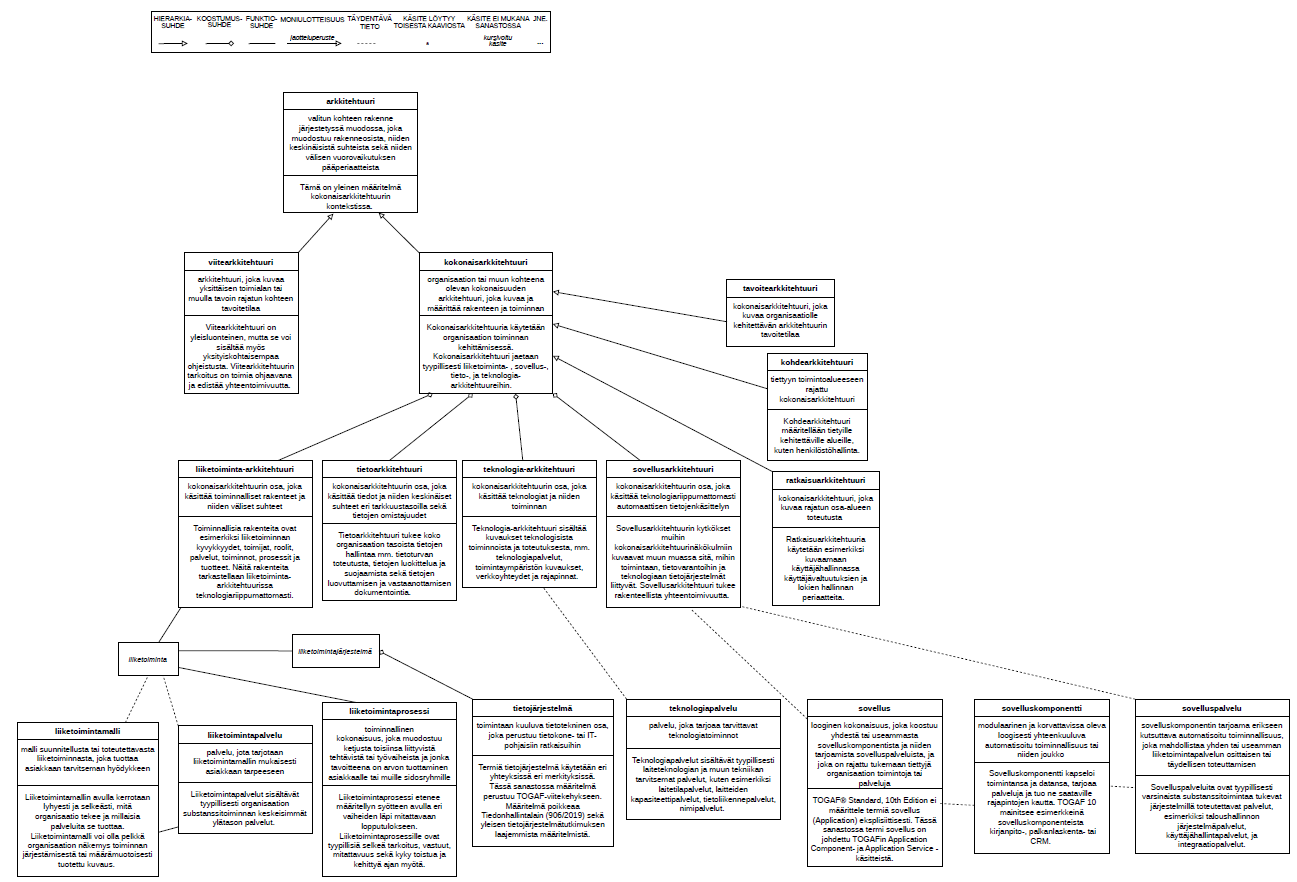 HIERARKIA-
SUHDE
KOOSTUMUS-
SUHDE
FUNKTIO-
SUHDE
MONIULOTTEISUUS
jaotteluperuste
TÄYDENTÄVÄ
TIETO
KÄSITE LÖYTYY
TOISESTA KAAVIOSTA
*
KÄSITE EI MUKANA
SANASTOSSA
kursivoitu
käsite
JNE.
...
arkkitehtuuri
valitun kohteen rakenne
järjestetyssä muodossa, joka
muodostuu rakenneosista, niiden
keskinäisistä suhteista sekä niiden
välisen vuorovaikutuksen
pääperiaatteista
Tämä on yleinen määritelmä
kokonaisarkkitehtuurin
kontekstissa.
viitearkkitehtuuri
arkkitehtuuri, joka kuvaa
yksittäisen toimialan tai
muulla tavoin rajatun kohteen
tavoitetilaa
Viitearkkitehtuuri on
yleisluonteinen, mutta se voi
sisältää myös
yksityiskohtaisempaa
ohjeistusta. Viitearkkitehtuurin
tarkoitus on toimia ohjaavana
ja edistää yhteentoimivuutta.
kokonaisarkkitehtuuri
organisaation tai muun kohteena
olevan kokonaisuuden
arkkitehtuuri, joka kuvaa ja
määrittää rakenteen ja toiminnan
Kokonaisarkkitehtuuria käytetään
organisaation toiminnan
kehittämisessä.
Kokonaisarkkitehtuuri jaetaan
tyypillisesti liiketoiminta- , sovellus-,
tieto-, ja teknologia-
arkkitehtuureihin.
tavoitearkkitehtuuri
kokonaisarkkitehtuuri, joka
kuvaa organisaatiolle
kehitettävän arkkitehtuurin
tavoitetilaa
kohdearkkitehtuuri
tiettyyn toimintoalueeseen
rajattu
kokonaisarkkitehtuuri
Kohdearkkitehtuuri
määritellään tietyille
kehitettäville alueille,
kuten henkilöstöhallinta.
liiketoiminta-arkkitehtuuri
kokonaisarkkitehtuurin osa, joka
käsittää toiminnalliset rakenteet ja
niiden väliset suhteet
Toiminnallisia rakenteita ovat
esimerkiksi liiketoiminnan
kyvykkyydet, toimijat, roolit,
palvelut, toiminnot, prosessit ja
tuotteet. Näitä rakenteita
tarkastellaan liiketoiminta-
arkkitehtuurissa
teknologiariippumattomasti.
tietoarkkitehtuuri
kokonaisarkkitehtuurin osa, joka
käsittää tiedot ja niiden keskinäiset
suhteet eri tarkkuustasoilla sekä
tietojen omistajuudet
Tietoarkkitehtuuri tukee koko
organisaation tasoista tietojen
hallintaa mm. tietoturvan
toteutusta, tietojen luokittelua ja
suojaamista sekä tietojen
luovuttamisen ja vastaanottamisen
dokumentointia.
teknologia-arkkitehtuuri
kokonaisarkkitehtuurin osa, joka
käsittää teknologiat ja niiden
toiminnan
Teknologia-arkkitehtuuri sisältää
kuvaukset teknologisista
toiminnoista ja toteutuksesta, mm.
teknologiapalvelut,
toimintaympäristön kuvaukset,
verkkoyhteydet ja rajapinnat.
sovellusarkkitehtuuri
kokonaisarkkitehtuurin osa, joka
käsittää teknologiariippumattomasti
automaattisen tietojenkäsittelyn
Sovellusarkkitehtuurin kytkökset
muihin
kokonaisarkkitehtuurinäkökulmiin
kuvaavat muun muassa sitä, mihin
toimintaan, tietovarantoihin ja
teknologiaan tietojärjestelmät
liittyvät. Sovellusarkkitehtuuri tukee
rakenteellista yhteentoimivuutta.
ratkaisuarkkitehtuuri
kokonaisarkkitehtuuri, joka
kuvaa rajatun osa-alueen
toteutusta
Ratkaisuarkkitehtuuria
käytetään esimerkiksi
kuvaamaan
käyttäjähallinnassa
käyttäjävaltuutuksien ja
lokien hallinnan
periaatteita.
liiketoiminta
liiketoimintajärjestelmä
liiketoimintamalli
malli suunnitellusta tai toteutettavasta
liiketoiminnasta, joka tuottaa
asiakkaan tarvitseman hyödykkeen
Liiketoimintamallin avulla kerrotaan
lyhyesti ja selkeästi, mitä
organisaatio tekee ja millaisia
palveluita se tuottaa.
Liiketoimintamalli voi olla pelkkä
organisaation näkemys toiminnan
järjestämisestä tai määrämuotoisesti
tuotettu kuvaus.
liiketoimintapalvelu
palvelu, jota tarjotaan
liiketoimintamallin mukaisesti
asiakkaan tarpeeseen
Liiketoimintapalvelut sisältävät
tyypillisesti organisaation
substanssitoiminnan keskeisimmät
ylätason palvelut.
liiketoimintaprosessi
toiminnallinen
kokonaisuus, joka muodostuu
ketjusta toisiinsa liittyvistä
tehtävistä tai työvaiheista ja jonka
tavoitteena on arvon tuottaminen
asiakkaalle tai muille sidosryhmille
Liiketoimintaprosessi etenee
määritellyn syötteen avulla eri
vaiheiden läpi mitattavaan
lopputulokseen.
Liiketoimintaprosessille ovat
tyypillisiä selkeä tarkoitus, vastuut,
mitattavuus sekä kyky toistua ja
kehittyä ajan myötä.
tietojärjestelmä
toimintaan kuuluva tietotekninen osa,
joka perustuu tietokone- tai IT-
pohjaisiin ratkaisuihin
Termiä tietojärjestelmä käytetään eri
yhteyksissä eri merkityksissä.
Tässä sanastossa määritelmä
perustuu TOGAF-viitekehykseen.
Määritelmä poikkeaa
Tiedonhallintalain (906/2019) sekä
yleisen tietojärjestelmätutkimuksen
laajemmista määritelmistä.
teknologiapalvelu
palvelu, joka tarjoaa tarvittavat
teknologiatoiminnot
Teknologiapalvelut sisältävät tyypillisesti
laiteteknologian ja muun tekniikan
tarvitsemat palvelut, kuten esimerkiksi
laitetilapalvelut, laitteiden
kapasiteettipalvelut, tietoliikennepalvelut,
nimipalvelut.
sovellus
looginen kokonaisuus, joka koostuu
yhdestä tai useammasta
sovelluskomponentista ja niiden
tarjoamista sovelluspalveluista, ja
joka on rajattu tukemaan tiettyjä
organisaation toimintoja tai
palveluja
TOGAF® Standard, 10th Edition ei
määrittele termiä sovellus
(Application) eksplisiittisesti. Tässä
sanastossa termi sovellus on
johdettu TOGAFin Application
Component- ja Application Service -
käsitteistä.
sovelluskomponentti
modulaarinen ja korvattavissa oleva
loogisesti yhteenkuuluva
automatisoitu toiminnallisuus tai
niiden joukko
Sovelluskomponentti kapseloi
toimintansa ja datansa, tarjoaa
palveluja ja tuo ne saataville
rajapintojen kautta. TOGAF 10
mainitsee esimerkkeinä
sovelluskomponenteista
kirjanpito-, palkanlaskenta- tai
CRM.
sovelluspalvelu
sovelluskomponentin tarjoama erikseen
kutsuttava automatisoitu toiminnallisuus,
joka mahdollistaa yhden tai useamman
liiketoimintapalvelun osittaisen tai
täydellisen toteuttamisen
Sovelluspalveluita ovat tyypillisesti
varsinaista substanssitoimintaa tukevat
järjestelmillä toteutettavat palvelut,
esimerkiksi taloushallinnon
järjestelmäpalvelut,
käyttäjähallintapalvelut, ja
integraatiopalvelut.